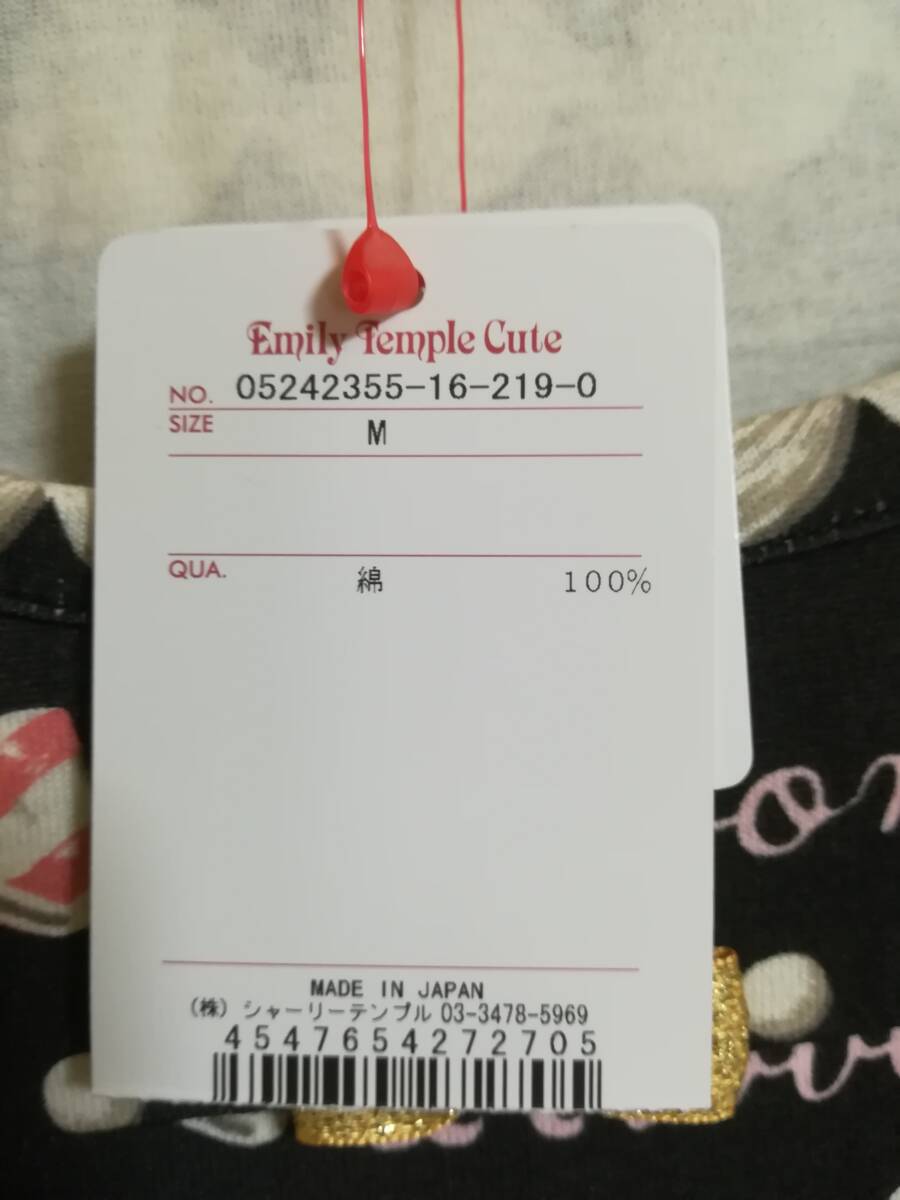 Emily Temple Cute
NO. 05242355-16-219-0
SIZE M
QUA. 綿 100%
MADE IN JAPAN
(株) シャーリーテンプル 03-3478-5969
4547654272705